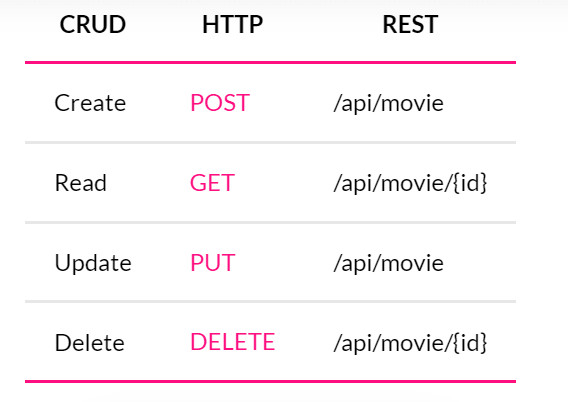 CRUD HTTP REST
Create POST /api/movie
Read GET /api/movie/{id}
Update PUT /api/movie
Delete DELETE /api/movie/{id}